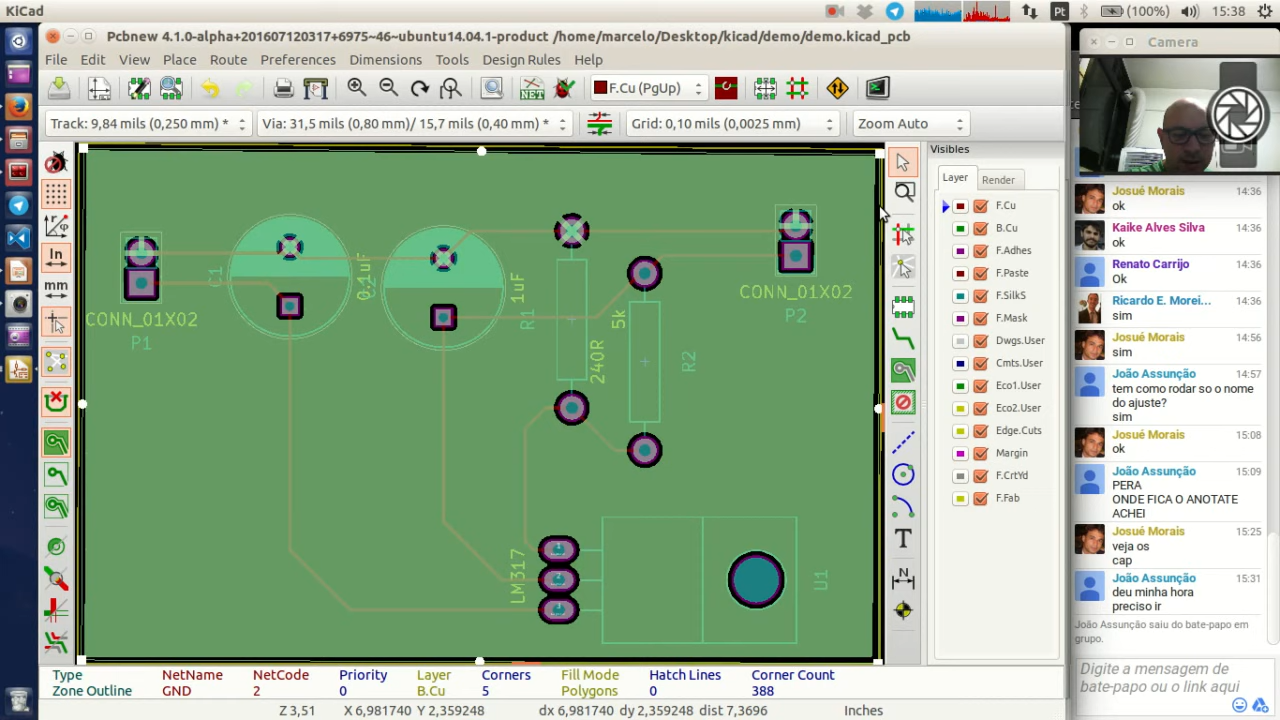 KiCad
Pt
(100%)
15:38
Pcbnew 4.1.0-alpha+201607120317+6975~46~ubuntu14.04.1-product /home/marcelo/Desktop/kicad/demo/demo.kicad_pcb
Camera
File Edit View Place Route Preferences Dimensions Tools Design Rules Help
NET
F.Cu (PgUp)
Track: 9,84 mils (0,250 mm) *
Via: 31,5 mils (0,80 mm)/ 15,7 mils (0,40 mm) *
Grid: 0,10 mils (0,0025 mm)
Zoom Auto
In
mm
Visibles
Layer
Render
F.Cu
B.Cu
F.Adhes
F.Paste
F.SilkS
F.Mask
Dwgs.User
Cmts.User
Eco1.User
Eco2.User
Edge.Cuts
Margin
F.CrtYd
F.Fab
CONN_01X02
P1
C1
0.1uF
1uF
R1
240R
5k
R2
CONN_01X02
P2
LM317
U1
T
N
Josué Morais 14:36
ok
Kaike Alves Silva 14:36
ok
Renato Carrijo 14:36
Ok
Ricardo E. Morei... 14:36
sim
Josué Morais 14:56
sim
João Assunção 14:57
tem como rodar so o nome
do ajuste?
sim
Josué Morais 15:08
ok
João Assunção 15:09
PERA
ONDE FICA O ANOTATE
ACHEI
Josué Morais 15:25
veja os
cap
João Assunção 15:31
deu minha hora
preciso ir
João Assunção saiu do bate-papo em
grupo.
Digite a mensagem de
bate-papo ou o link aqui
Type NetName NetCode Priority Layer Corners Fill Mode Hatch Lines Corner Count
Zone Outline GND 2 0 B.Cu 5 Polygons 0 388
Z 3,51 X 6,981740 Y 2,359248 dx 6,981740 dy 2,359248 dist 7,3696 Inches